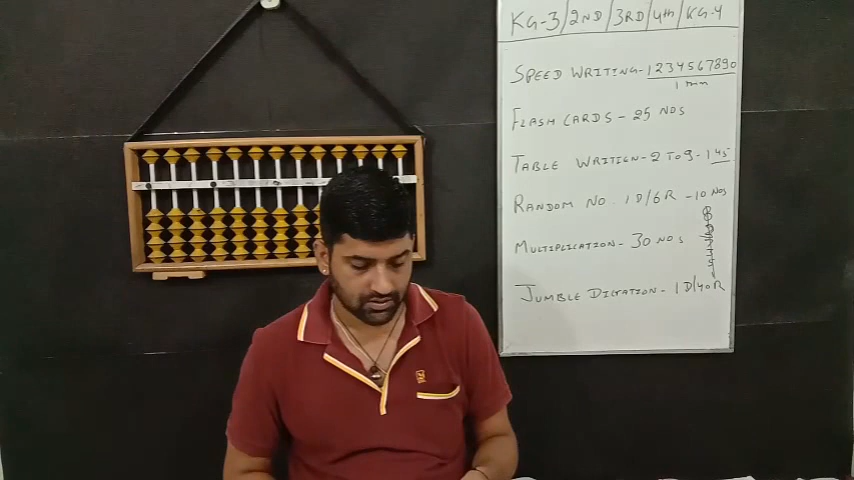 KG-3/2ND/3RD/4th/KG-4
SPEED WRITING-1234567890
1 min
FLASH CARDS - 25 NOS
TABLE WRITIEN - 2 TO 9 - 1 45
RANDOM NO. 1D/6R - 10 NOS
MULTIPLICATION - 30 NOS
JUMBLE DICTATION - 1D/40R